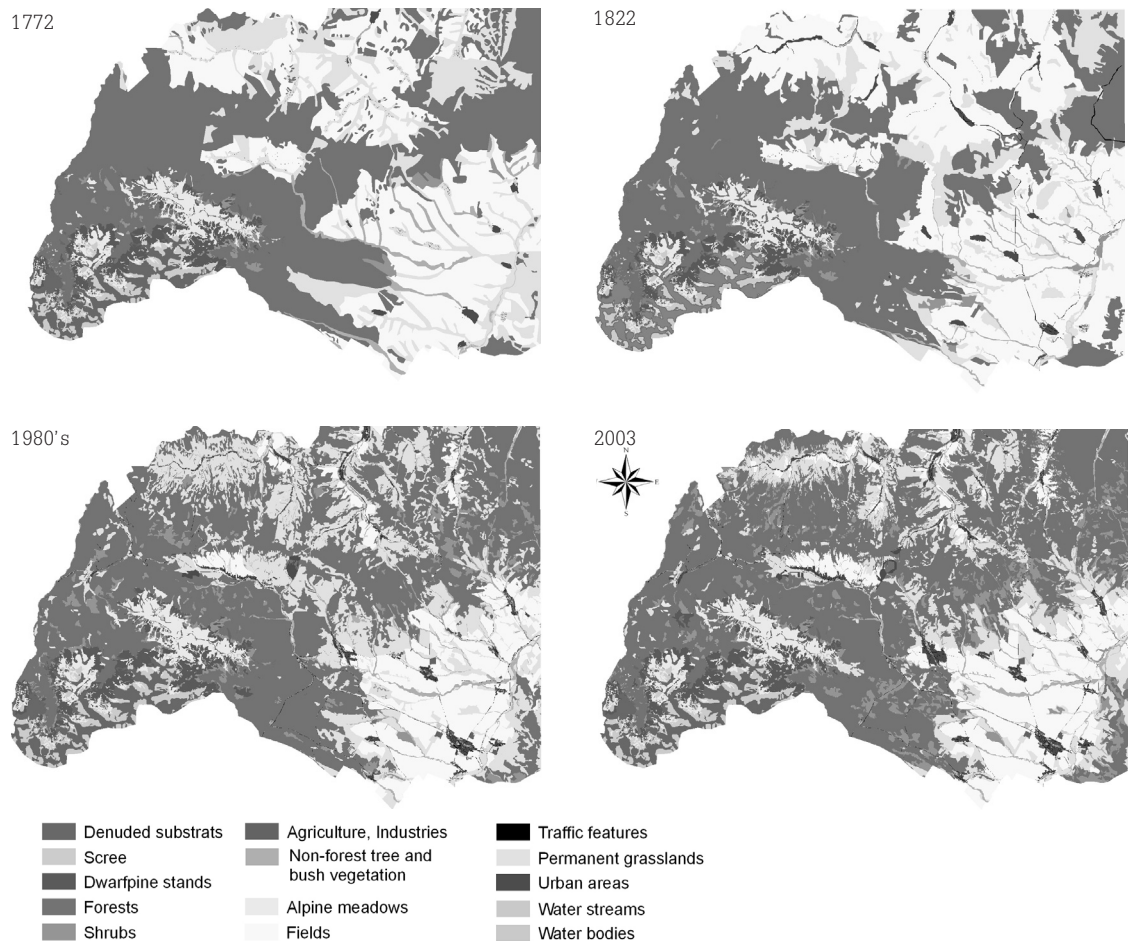 1772
1822
1980's
2003
N
E
S
Denuded substrats
Scree
Dwarfpine stands
Forests
Shrubs
Agriculture, Industries
Non-forest tree and
bush vegetation
Alpine meadows
Fields
Traffic features
Permanent grasslands
Urban areas
Water streams
Water bodies